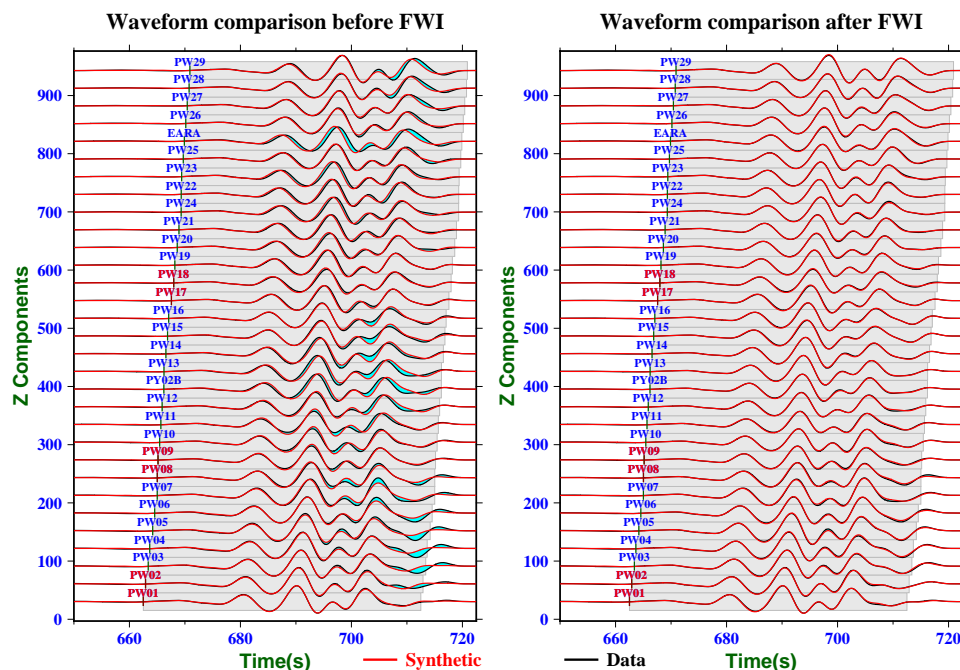 Waveform comparison before FWI
Z Components
900
800
700
600
500
400
300
200
100
0
PW29
PW28
PW27
PW26
EARA
PW25
PW23
PW22
PW24
PW21
PW20
PW19
PW18
PW17
PW16
PW15
PW14
PW13
PY02B
PW12
PW11
PW10
PW09
PW08
PW07
PW06
PW05
PW04
PW03
PW02
PW01
660 680 700 720
Time(s)
Waveform comparison after FWI
Z Components
900
800
700
600
500
400
300
200
100
0
PW29
PW28
PW27
PW26
EARA
PW25
PW23
PW22
PW24
PW21
PW20
PW19
PW18
PW17
PW16
PW15
PW14
PW13
PY02B
PW12
PW11
PW10
PW09
PW08
PW07
PW06
PW05
PW04
PW03
PW02
PW01
660 680 700 720
Time(s)
Synthetic
Data